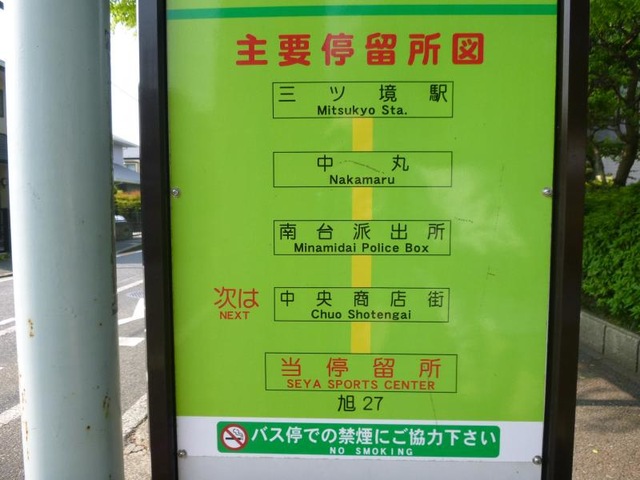 主要停留所図
三ツ境駅
Mitsukyo Sta.
中丸
Nakamaru
南台派出所
Minamidai Police Box
次は
NEXT
中央商店街
Chuo Shotengai
当停留所
SEYA SPORTS CENTER
旭27
バス停での禁煙にご協力下さい
NO SMOKING